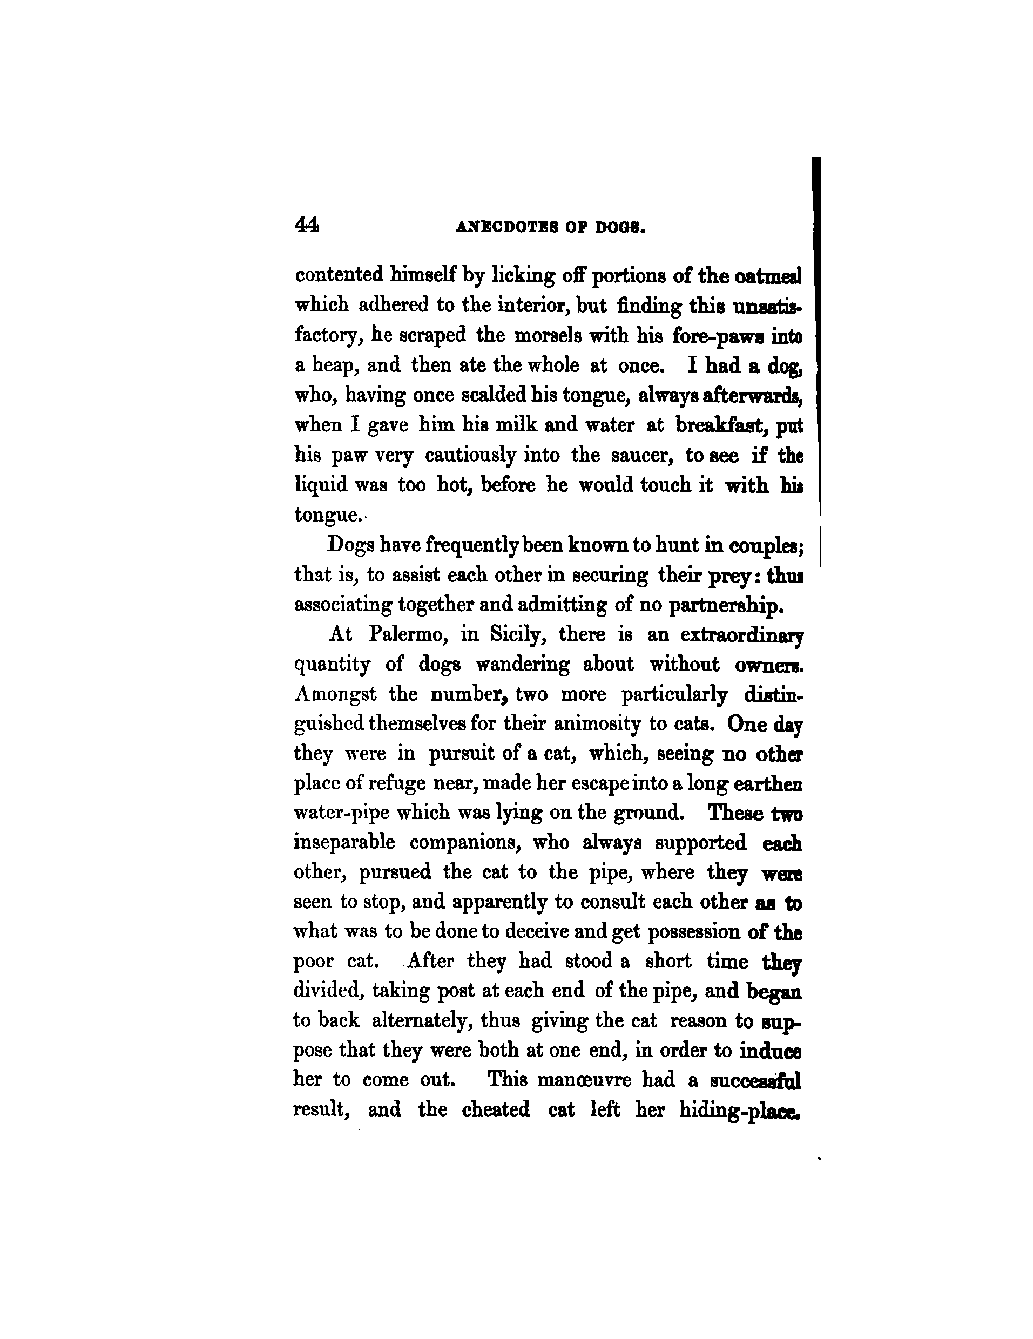 44 ANECDOTES OF DOGS.
contented himself by licking off portions of the oatmeal
which adhered to the interior, but finding this unsatis-
factory, he scraped the morsels with his fore-paws into
a heap, and then ate the whole at once. I had a dog,
who, having once scalded his tongue, always afterwards,
when I gave him his milk and water at breakfast, put
his paw very cautiously into the saucer, to see if the
liquid was too hot, before he would touch it with his
tongue.
Dogs have frequently been known to hunt in couples;
that is, to assist each other in securing their prey: thus
associating together and admitting of no partnership.
At Palermo, in Sicily, there is an extraordinary
quantity of dogs wandering about without owners.
Amongst the number, two more particularly distin-
guished themselves for their animosity to cats. One day
they were in pursuit of a cat, which, seeing no other
place of refuge near, made her escape into a long earthen
water-pipe which was lying on the ground. These two
inseparable companions, who always supported each
other, pursued the cat to the pipe, where they were
seen to stop, and apparently to consult each other as to
what was to be done to deceive and get possession of the
poor cat. After they had stood a short time they
divided, taking post at each end of the pipe, and began
to back alternately, thus giving the cat reason to sup-
pose that they were both at one end, in order to induce
her to come out. This manœuvre had a successful
result, and the cheated cat left her hiding-place.